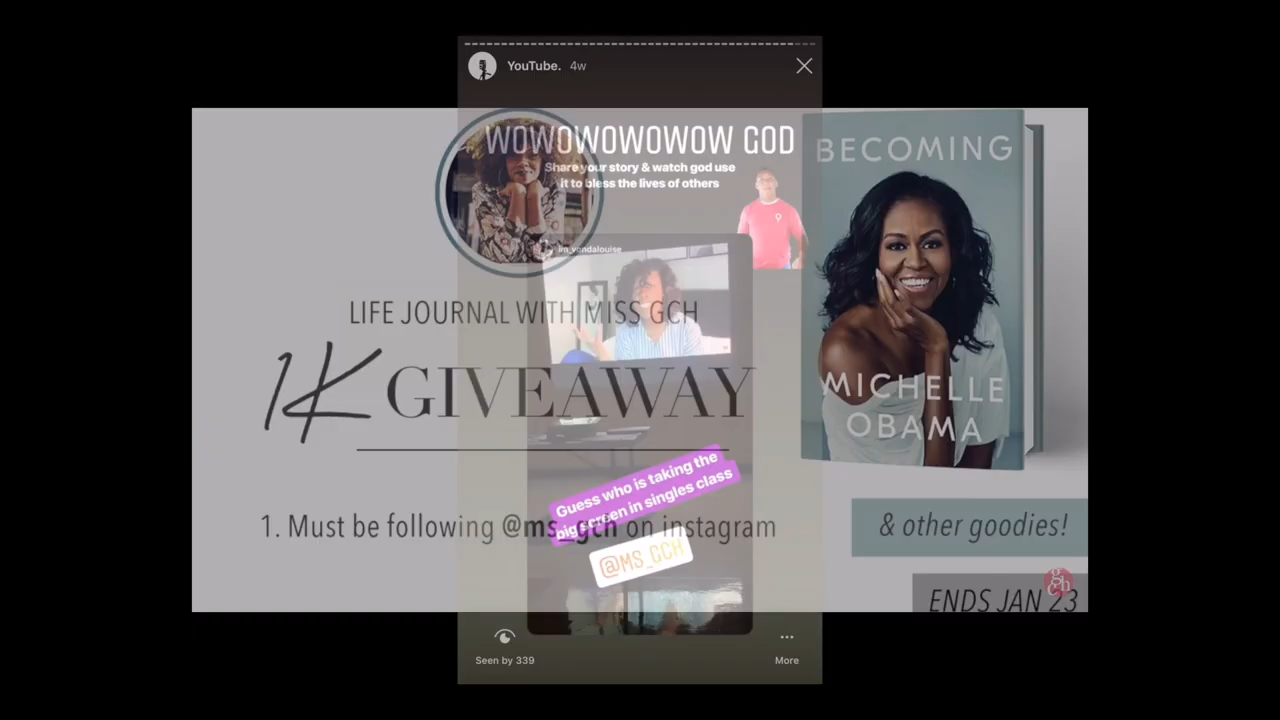 YouTube. 4w
WOWOWOWOWOW GOD
Share your story & watch god use
it to bless the lives of others
im_vondalouise
BECOMING
MICHELLE
OBAMA
LIFE JOURNAL WITH MISS GCH
1K GIVEAWAY
Guess who is taking the
big screen in singles class
@MS_GCH
1. Must be following @ms_gch on instagram
& other goodies!
gch
ENDS JAN 23
Seen by 339
More